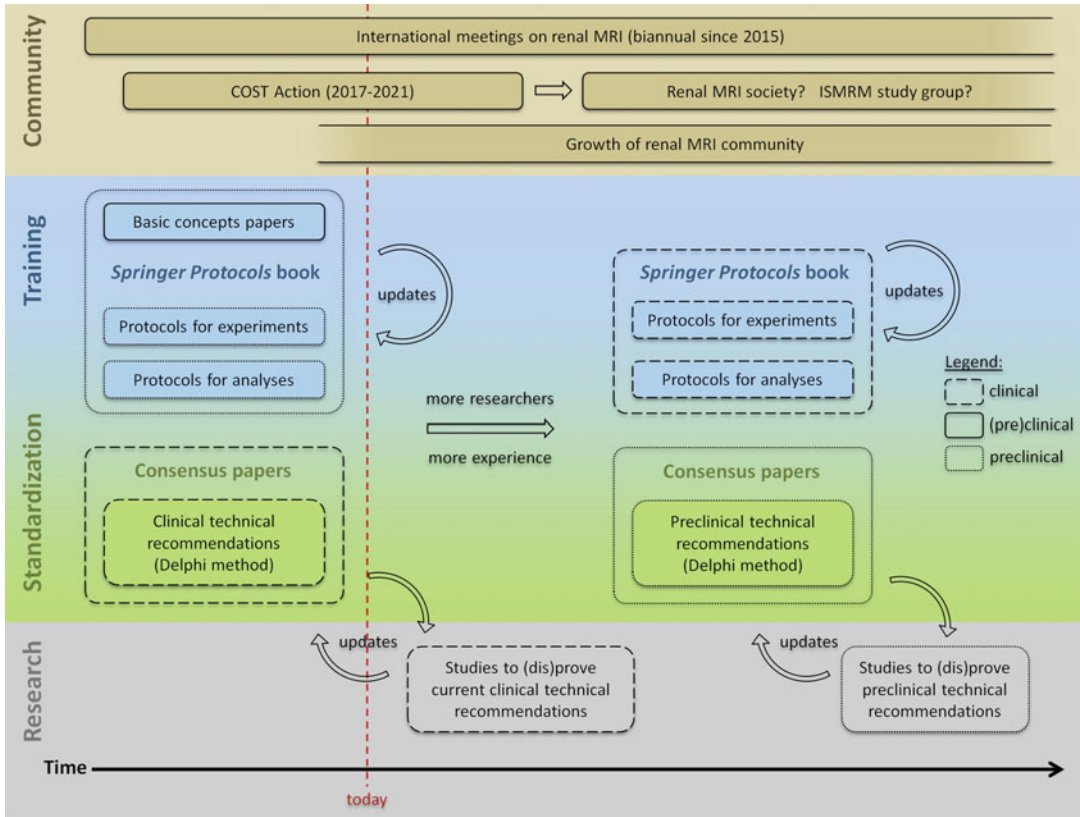 Community
International meetings on renal MRI (biannual since 2015)
COST Action (2017-2021)
Renal MRI society? ISMRM study group?
Growth of renal MRI community
Training
Basic concepts papers
Springer Protocols book
Protocols for experiments
Protocols for analyses
updates
more researchers
more experience
Springer Protocols book
Protocols for experiments
Protocols for analyses
updates
Legend:
clinical
(pre)clinical
preclinical
Standardization
Consensus papers
Clinical technical
recommendations
(Delphi method)
Consensus papers
Preclinical technical
recommendations
(Delphi method)
Research
updates
Studies to (dis)prove
current clinical technical
recommendations
updates
Studies to (dis)prove
preclinical technical
recommendations
Time
today